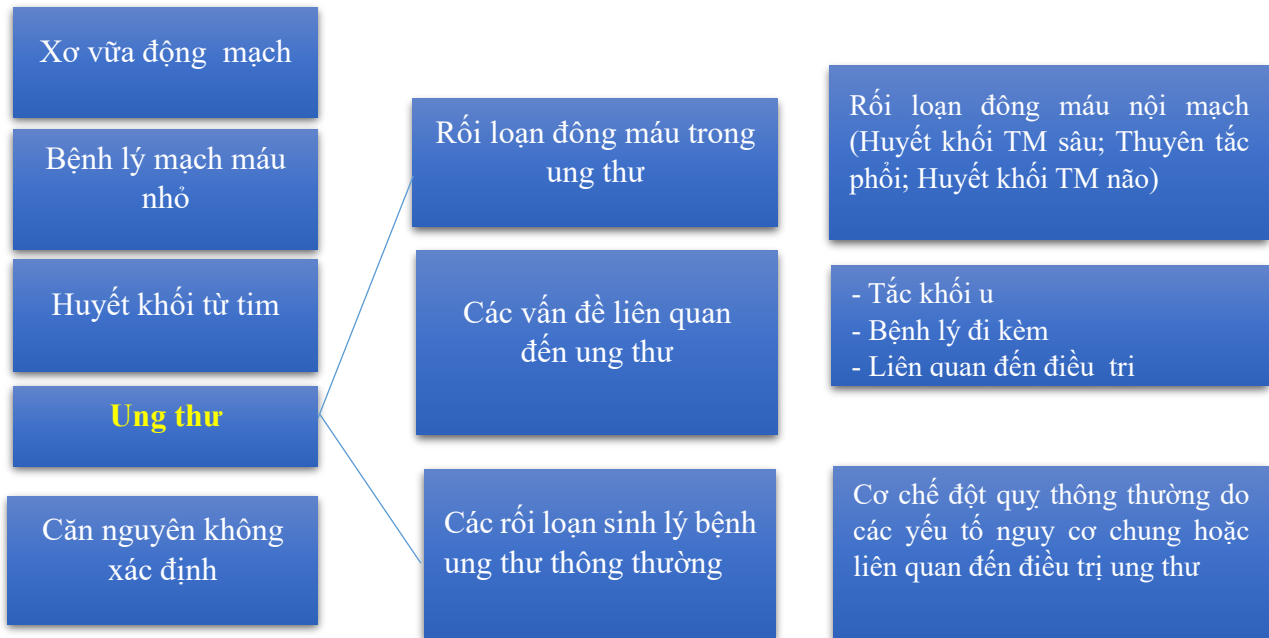 Xơ vữa động mạch
Bệnh lý mạch máu
nhỏ
Huyết khối từ tim
Ung thư
Căn nguyên không
xác định
Rối loạn đông máu trong
ung thư
Các vấn đề liên quan
đến ung thư
Các rối loạn sinh lý bệnh
ung thư thông thường
Rối loạn đông máu nội mạch
(Huyết khối TM sâu; Thuyên tắc
phổi; Huyết khối TM não)
- Tắc khối u
- Bệnh lý đi kèm
- Liên quan đến điều trị
Cơ chế đột quỵ thông thường do
các yếu tố nguy cơ chung hoặc
liên quan đến điều trị ung thư